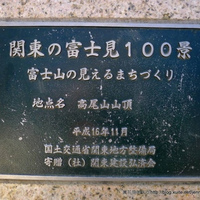 関東の富士見100景
富士山の見えるまちづくり
地点名 高尾山山頂
平成16年11月
国土交通省関東地方整備局
寄贈(社)関東建設弘済会